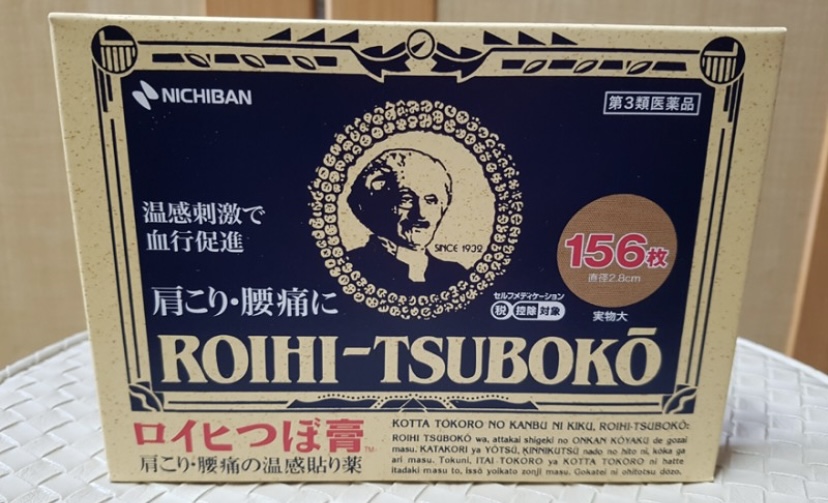 NICHIBAN
第3類医薬品
温感刺激で
血行促進
SINCE 1932
156枚
直径2.8cm
実物大
肩こり・腰痛に
セルフメディケーション
税 控除 対象
ROIHI-TSUBOKŌ
ロイヒつぼ膏™
肩こり・腰痛の温感貼り薬
KOTTA TŌKORO NO KANBU NI KIKU, ROIHI-TSUBOKŌ:
ROIHI TSUBOKŌ wa, attakai shigeki no ONKAN KŌYAKU de gozai
masu. KATAKORI ya YŌTSŪ, KINNIKUTSŪ nado no hito ni, kōka ga
ari masu. Tokuni, ITAI TOKORO ya KOTTA TOKORO ni hatte
itadaki masu to, issō yoikato zonji masu. Gokatei ni ohitotsu dōzo.